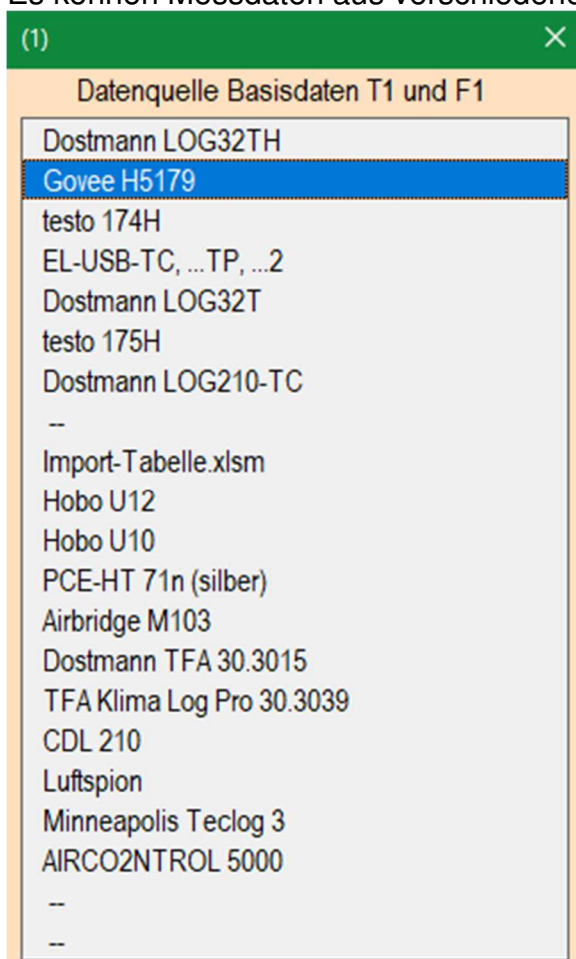 Es können Messdaten aus verschiedene
(1) ×
Datenquelle Basisdaten T1 und F1
Dostmann LOG32TH
Govee H5179
testo 174H
EL-USB-TC, ...TP, ...2
Dostmann LOG32T
testo 175H
Dostmann LOG210-TC
--
Import-Tabelle.xlsm
Hobo U12
Hobo U10
PCE-HT 71n (silber)
Airbridge M103
Dostmann TFA 30.3015
TFA Klima Log Pro 30.3039
CDL 210
Luftspion
Minneapolis Teclog 3
AIRCO2NTROL 5000
--
--